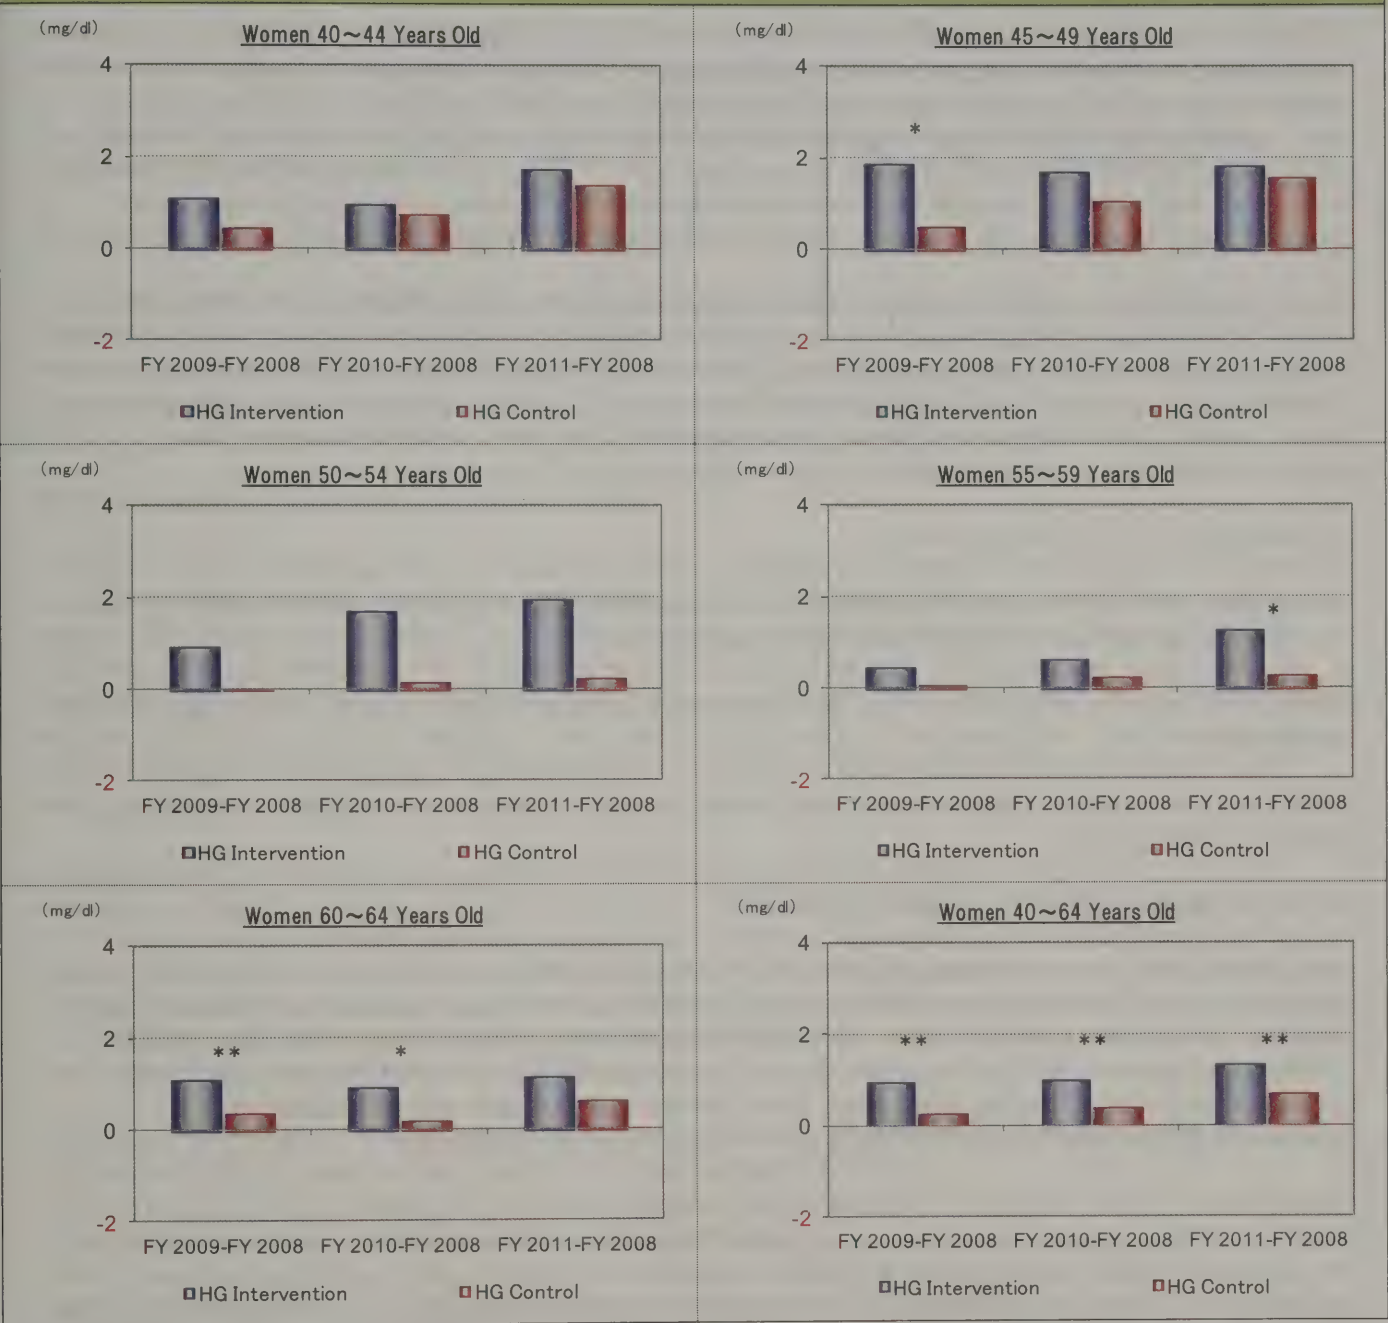 (mg/dl)
Women 40～44 Years Old
4
2
0
-2
FY 2009-FY 2008 FY 2010-FY 2008 FY 2011-FY 2008
HG Intervention HG Control
(mg/dl)
Women 45～49 Years Old
4
*
2
0
-2
FY 2009-FY 2008 FY 2010-FY 2008 FY 2011-FY 2008
HG Intervention HG Control
(mg/dl)
Women 50～54 Years Old
4
2
0
-2
FY 2009-FY 2008 FY 2010-FY 2008 FY 2011-FY 2008
HG Intervention HG Control
(mg/dl)
Women 55～59 Years Old
4
2
*
0
-2
FY 2009-FY 2008 FY 2010-FY 2008 FY 2011-FY 2008
HG Intervention HG Control
(mg/dl)
Women 60～64 Years Old
4
2
** *
0
-2
FY 2009-FY 2008 FY 2010-FY 2008 FY 2011-FY 2008
HG Intervention HG Control
(mg/dl)
Women 40～64 Years Old
4
2
** ** **
0
-2
FY 2009-FY 2008 FY 2010-FY 2008 FY 2011-FY 2008
HG Intervention HG Control